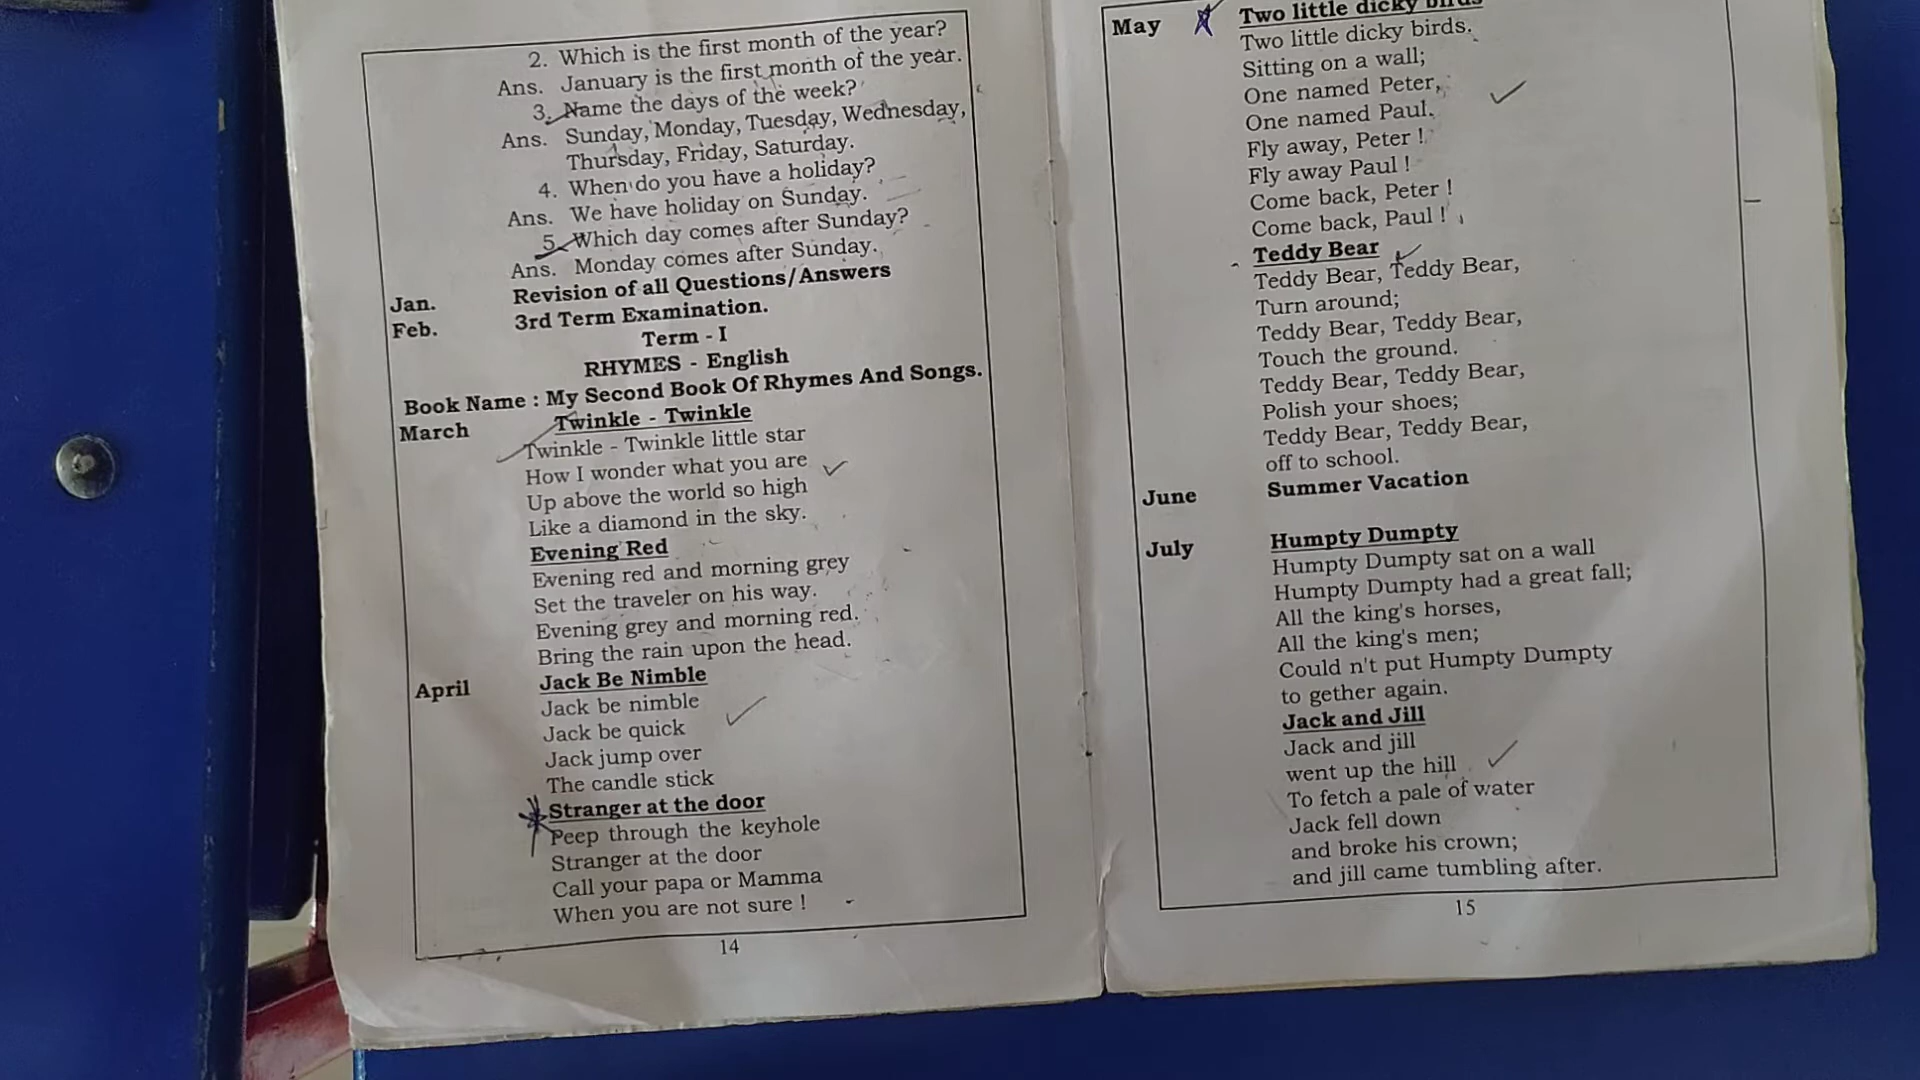 2. Which is the first month of the year?
Ans. January is the first month of the year.
3. Name the days of the week?
Ans. Sunday, Monday, Tuesday, Wednesday,
Thursday, Friday, Saturday.
4. When do you have a holiday?
Ans. We have holiday on Sunday.
5. Which day comes after Sunday?
Ans. Monday comes after Sunday.
Jan. Revision of all Questions/Answers
Feb. 3rd Term Examination.
Term - I
RHYMES - English
Book Name : My Second Book Of Rhymes And Songs.
March Twinkle - Twinkle
Twinkle - Twinkle little star
How I wonder what you are
Up above the world so high
Like a diamond in the sky.
Evening Red
Evening red and morning grey
Set the traveler on his way.
Evening grey and morning red.
Bring the rain upon the head.
April Jack Be Nimble
Jack be nimble
Jack be quick
Jack jump over
The candle stick
Stranger at the door
Peep through the keyhole
Stranger at the door
Call your papa or Mamma
When you are not sure !
14
May Two little dicky birds
Two little dicky birds.
Sitting on a wall;
One named Peter,
One named Paul.
Fly away, Peter !
Fly away Paul !
Come back, Peter !
Come back, Paul !
Teddy Bear
Teddy Bear, Teddy Bear,
Turn around;
Teddy Bear, Teddy Bear,
Touch the ground.
Teddy Bear, Teddy Bear,
Polish your shoes;
Teddy Bear, Teddy Bear,
off to school.
June Summer Vacation
July Humpty Dumpty
Humpty Dumpty sat on a wall
Humpty Dumpty had a great fall;
All the king's horses,
All the king's men;
Could n't put Humpty Dumpty
to gether again.
Jack and Jill
Jack and jill
went up the hill
To fetch a pale of water
Jack fell down
and broke his crown;
and jill came tumbling after.
15